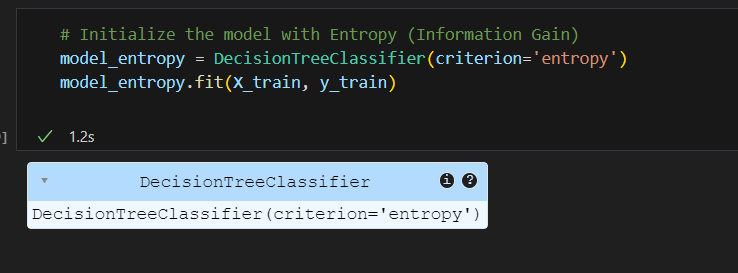 # Initialize the model with Entropy (Information Gain)
model_entropy = DecisionTreeClassifier(criterion='entropy')
model_entropy.fit(X_train, y_train)
]
1.2s
DecisionTreeClassifier
i ?
DecisionTreeClassifier(criterion='entropy')